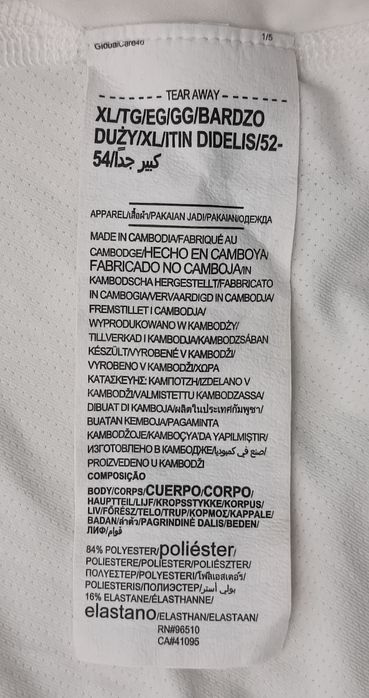 GlobalCare40
1/5
TEAR AWAY
XL/TG/EG/GG/BARDZO
DUŻY/XL/ITIN DIDELIS/52-
54/كبير جدًا
APPAREL/เสื้อผ้า/PAKAIAN JADI/PAKAIAN/ОДЕЖДА
MADE IN CAMBODIA/FABRIQUÉ AU
CAMBODGE/HECHO EN CAMBOYA/
FABRICADO NO CAMBOJA/IN
KAMBODSCHA HERGESTELLT/FABBRICATO
IN CAMBOGIA/VERVAARDIGD IN CAMBODJA/
FREMSTILLET I CAMBODJA/
WYPRODUKOWANO W KAMBODŻY/
TILLVERKAD I KAMBODJA/KAMBODZSÁBAN
KÉSZÜLT/VYROBENÉ V KAMBODŽI/
VYROBENO V KAMBODŽI/ΧΩΡΑ
ΚΑΤΑΣΚΕΥΗΣ: ΚΑΜΠΟΤΖΗ/IZDELANO V
KAMBODŽI/VALMISTETTU KAMBODZASSA/
DIBUAT DI KAMBOJA/ผลิตในประเทศกัมพูชา/
BUATAN KEMBOJA/PAGAMINTA
KAMBODŽOJE/KAMBOÇYA'DA YAPILMIŞTIR/
ИЗГОТОВЛЕНО В КАМБОДЖЕ/صنع في كمبوديا/
PROIZVEDENO U KAMBODŽI
COMPOSIÇÃO
BODY/CORPS/CUERPO/CORPO/
HAUPTTEIL/LIJF/KROPSSTYKKE/KORPUS/
LIV/FŐRÉSZ/TELO/TRUP/ΚΟΡΜΟΣ/KAPPALE/
BADAN/ลำตัว/PAGRINDINĖ DALIS/BEDEN/
ЛИФ/قوام
84% POLYESTER/poliéster/
POLIESTERE/POLIESTER/POLIÉSZTER/
ΠΟΛΥΕΣΤΕΡ/POLYESTERI/โพลีเอสเตอร์/
POLIESTERIS/ПОЛИЭСТЕР/بولي أستر/
16% ELASTANE/ÉLASTHANNE/
elastano/ELASTHAN/ELASTAAN/
RN#96510
CA#41095